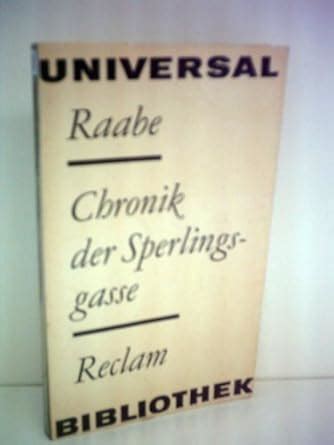 UNIVERSAL
Raabe
Chronik
der Sperlings-
gasse
Reclam
BIBLIOTHEK